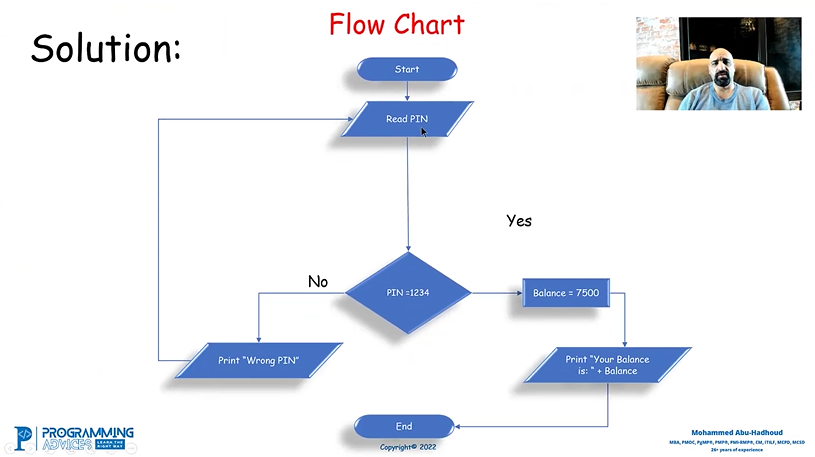 Flow Chart
Solution:
Start
Read PIN
Yes
No
PIN =1234
Balance = 7500
Print “Wrong PIN”
Print “Your Balance
is: “ + Balance
End
PROGRAMMING
ADVICES
LEARN THE
RIGHT WAY
Copyright© 2022
Mohammed Abu-Hadhoud
MBA, PMOC, PgMP®, PMP®, PMI-RMP®, CM, ITILF, MCPD, MCSD
26+ years of experience